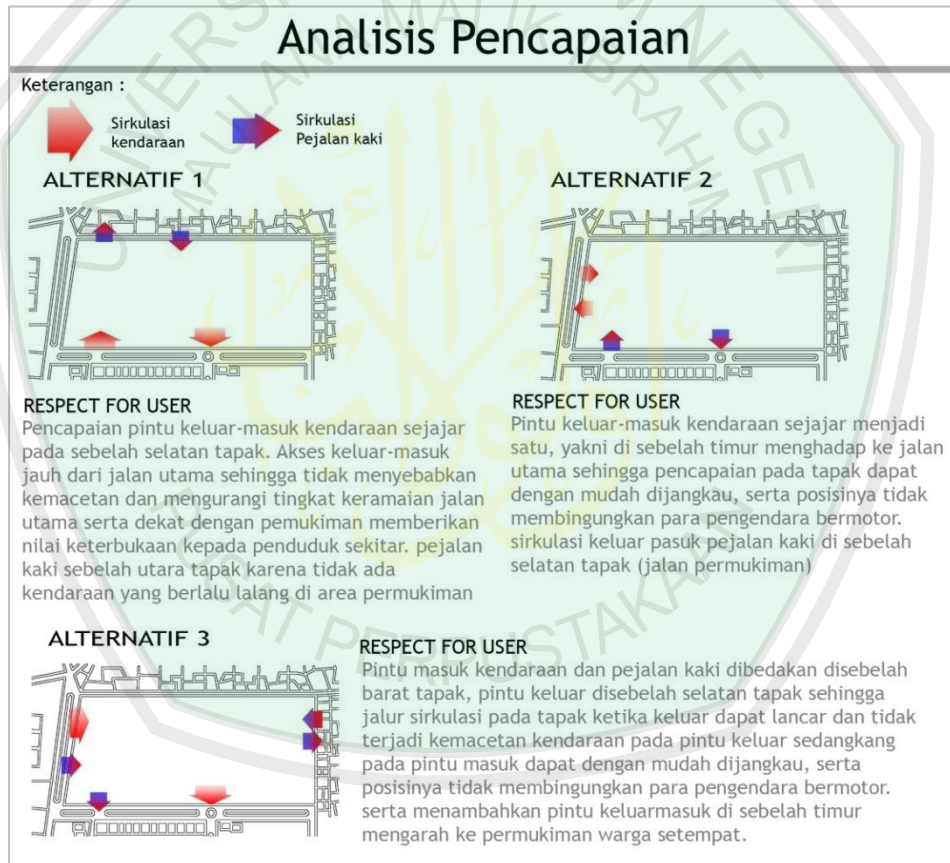 Analisis Pencapaian
Keterangan :
Sirkulasi
kendaraan
Sirkulasi
Pejalan kaki
ALTERNATIF 1
ALTERNATIF 2
RESPECT FOR USER
Pencapaian pintu keluar-masuk kendaraan sejajar
pada sebelah selatan tapak. Akses keluar-masuk
jauh dari jalan utama sehingga tidak menyebabkan
kemacetan dan mengurangi tingkat keramaian jalan
utama serta dekat dengan pemukiman memberikan
nilai keterbukaan kepada penduduk sekitar. pejalan
kaki sebelah utara tapak karena tidak ada
kendaraan yang berlalu lalang di area permukiman
RESPECT FOR USER
Pintu keluar-masuk kendaraan sejajar menjadi
satu, yakni di sebelah timur menghadap ke jalan
utama sehingga pencapaian pada tapak dapat
dengan mudah dijangkau, serta posisinya tidak
membingungkan para pengendara bermotor.
sirkulasi keluar pasuk pejalan kaki di sebelah
selatan tapak (jalan permukiman)
ALTERNATIF 3
RESPECT FOR USER
Pintu masuk kendaraan dan pejalan kaki dibedakan disebelah
barat tapak, pintu keluar disebelah selatan tapak sehingga
jalur sirkulasi pada tapak ketika keluar dapat lancar dan tidak
terjadi kemacetan kendaraan pada pintu keluar sedangkang
pada pintu masuk dapat dengan mudah dijangkau, serta
posisinya tidak membingungkan para pengendara bermotor.
serta menambahkan pintu keluarmasuk di sebelah timur
mengarah ke permukiman warga setempat.
MAULANA MALIK IBRAHIM
PUSAT PERPUSTAKAAN